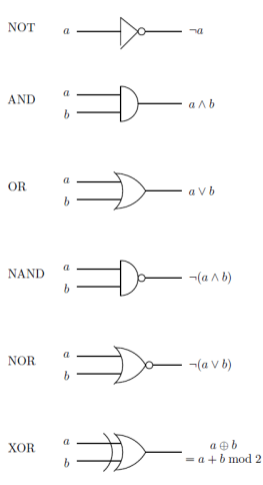 NOT a ¬a
AND a
b a ∧ b
OR a
b a ∨ b
NAND a
b ¬(a ∧ b)
NOR a
b ¬(a ∨ b)
XOR a
b a ⊕ b
= a + b mod 2